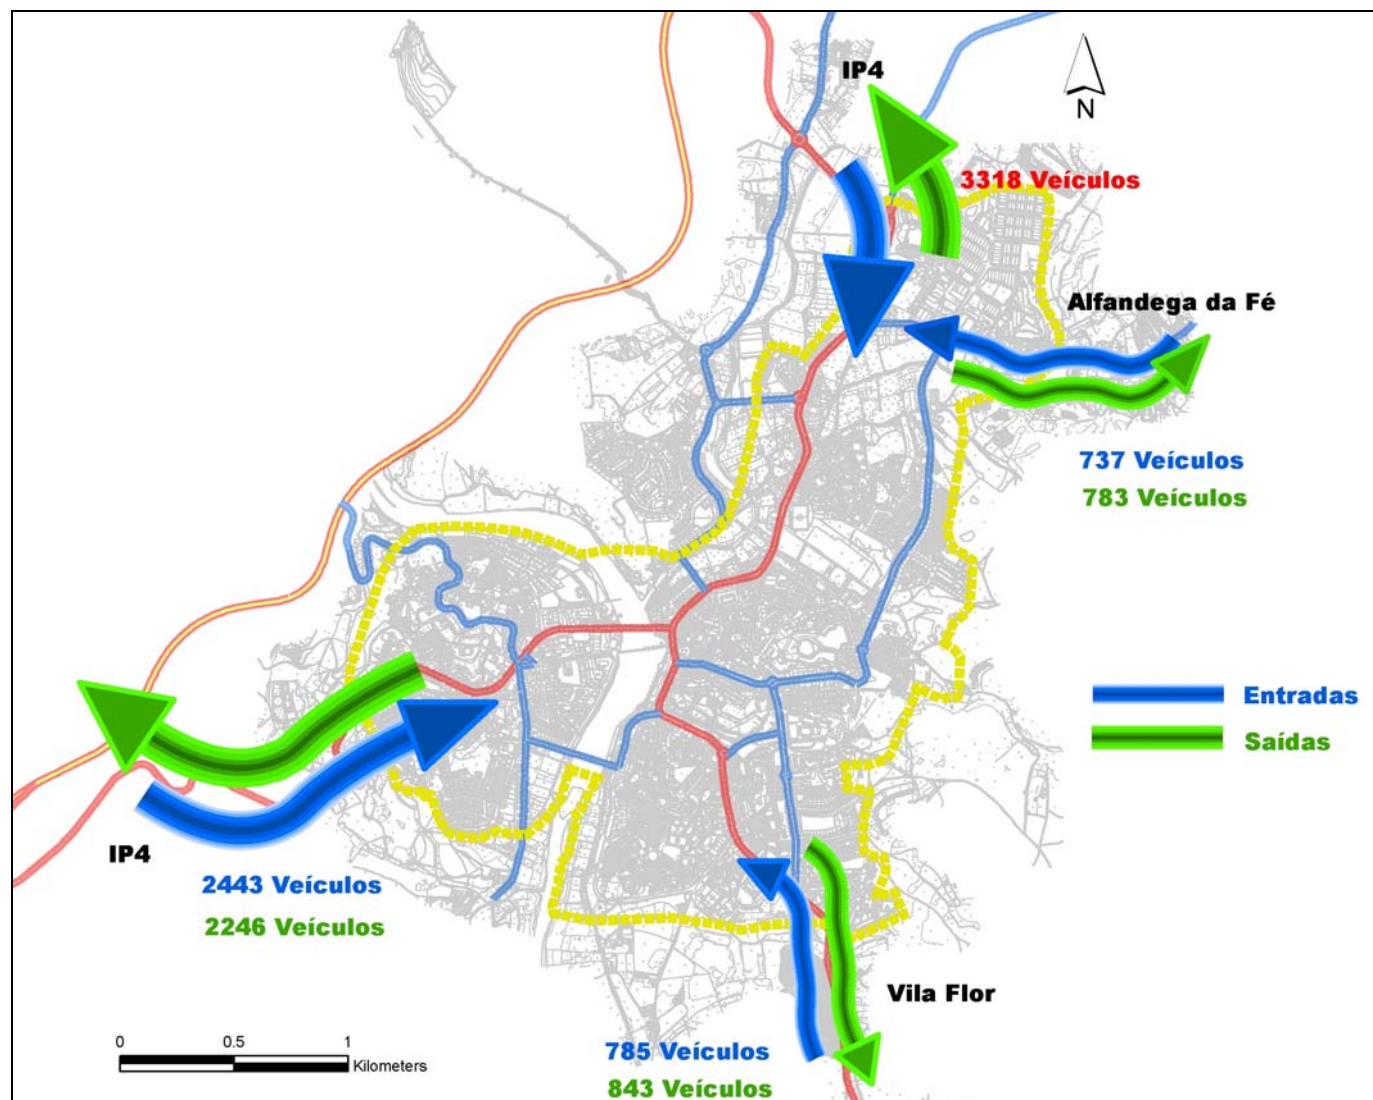 IP4
N
3318 Veículos
Alfandega da Fé
737 Veículos
783 Veículos
Entradas
Saídas
IP4
2443 Veículos
2246 Veículos
Vila Flor
0 0.5 1
Kilometers
785 Veículos
843 Veículos